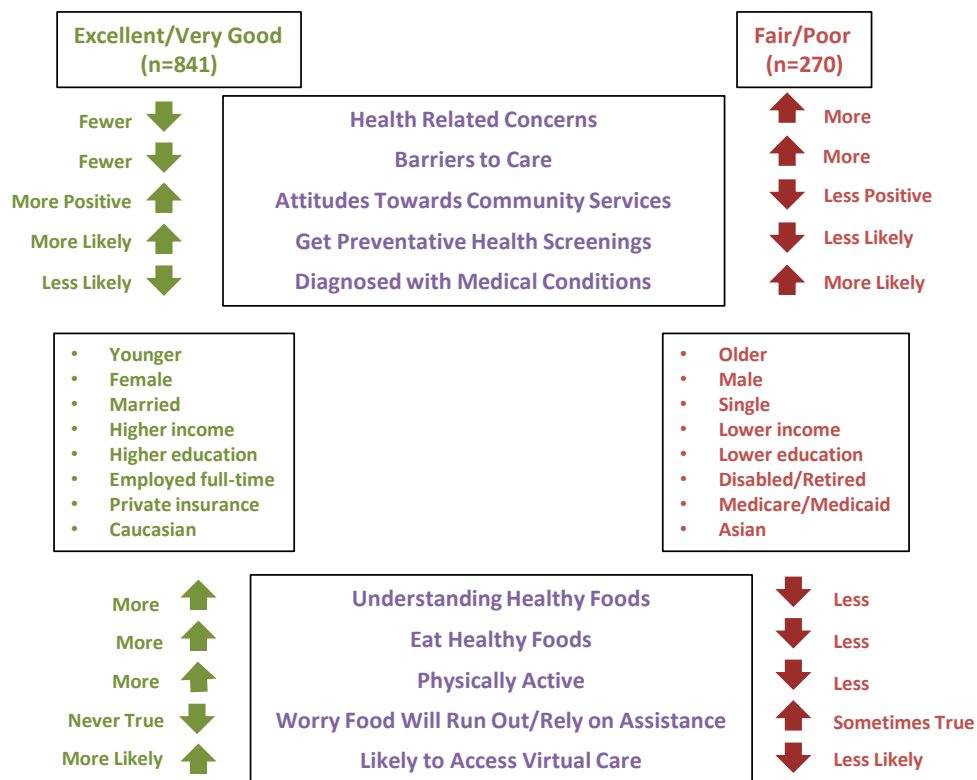 Excellent/Very Good
(n=841)
Fair/Poor
(n=270)
Fewer Health Related Concerns More
Fewer Barriers to Care More
More Positive Attitudes Towards Community Services Less Positive
More Likely Get Preventative Health Screenings Less Likely
Less Likely Diagnosed with Medical Conditions More Likely
• Younger
• Female
• Married
• Higher income
• Higher education
• Employed full-time
• Private insurance
• Caucasian
• Older
• Male
• Single
• Lower income
• Lower education
• Disabled/Retired
• Medicare/Medicaid
• Asian
More Understanding Healthy Foods Less
More Eat Healthy Foods Less
More Physically Active Less
Never True Worry Food Will Run Out/Rely on Assistance Sometimes True
More Likely Likely to Access Virtual Care Less Likely